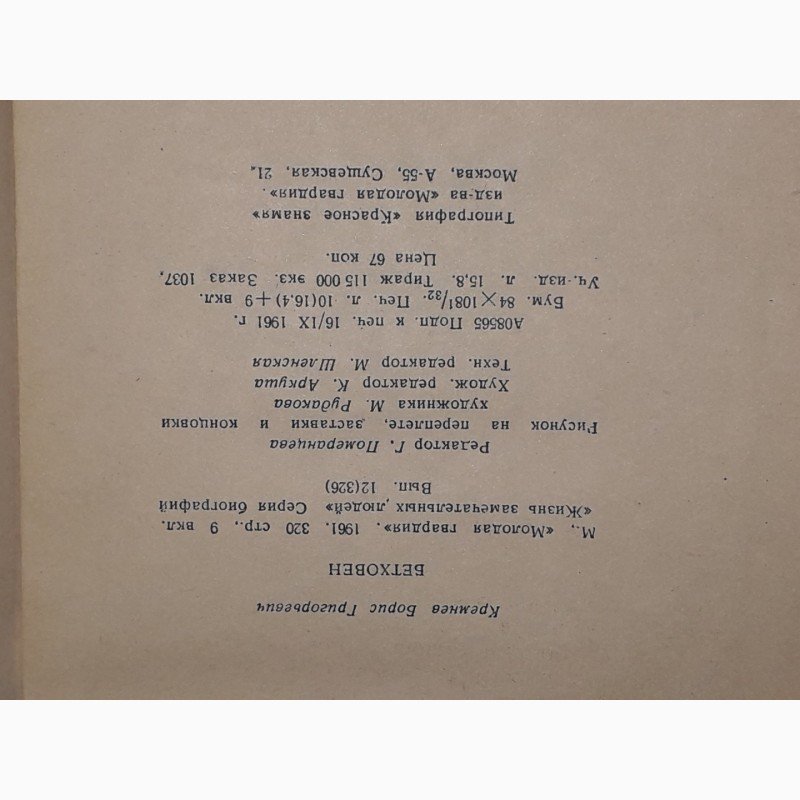 Кремнев Борис Григорьевич
БЕТХОВЕН
М., «Молодая гвардия». 1961. 320 стр., 9 вкл.
«Жизнь замечательных людей» Серия биографий
Вып. 12(326)
Редактор Г. Померанцева
Рисунок на переплете, заставки и концовки
художника М. Рудакова
Худож. редактор К. Аркуша
Техн. редактор М. Шленская
А08565 Подп. к печ. 16/IX 1961 г.
Бум. 84×108¹/₃₂. Печ. л. 10(16,4)+9 вкл.
Уч.-изд. л. 15,8. Тираж 115 000 экз. Заказ 1037.
Цена 67 коп.
Типография «Красное знамя»
изд-ва «Молодая гвардия».
Москва, А-55, Сущевская, 21.